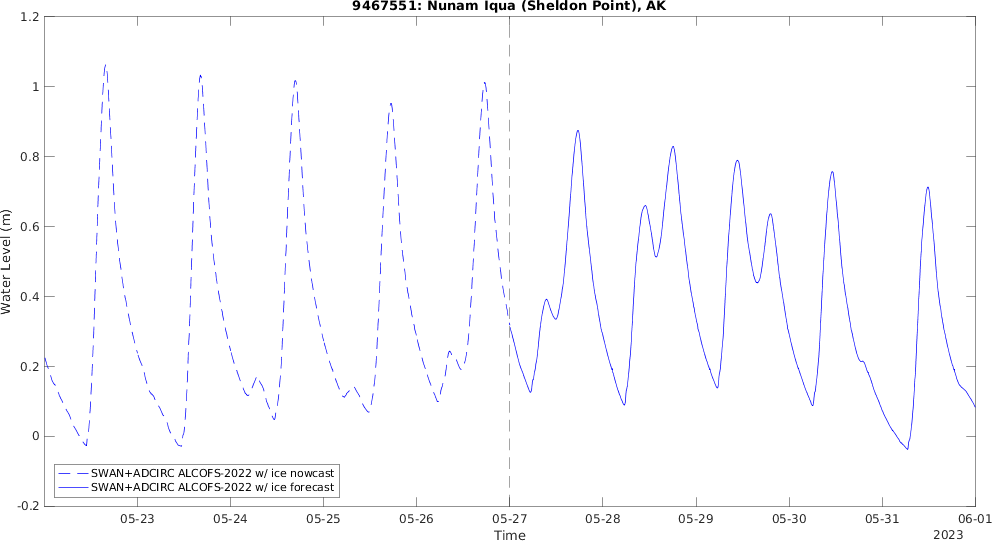 9467551: Nunam Iqua (Sheldon Point), AK
1.2
1
0.8
0.6
0.4
0.2
0
-0.2
Water Level (m)
SWAN+ADCIRC ALCOFS-2022 w/ ice nowcast
SWAN+ADCIRC ALCOFS-2022 w/ ice forecast
05-23 05-24 05-25 05-26 05-27 05-28 05-29 05-30 05-31 06-01
Time
2023